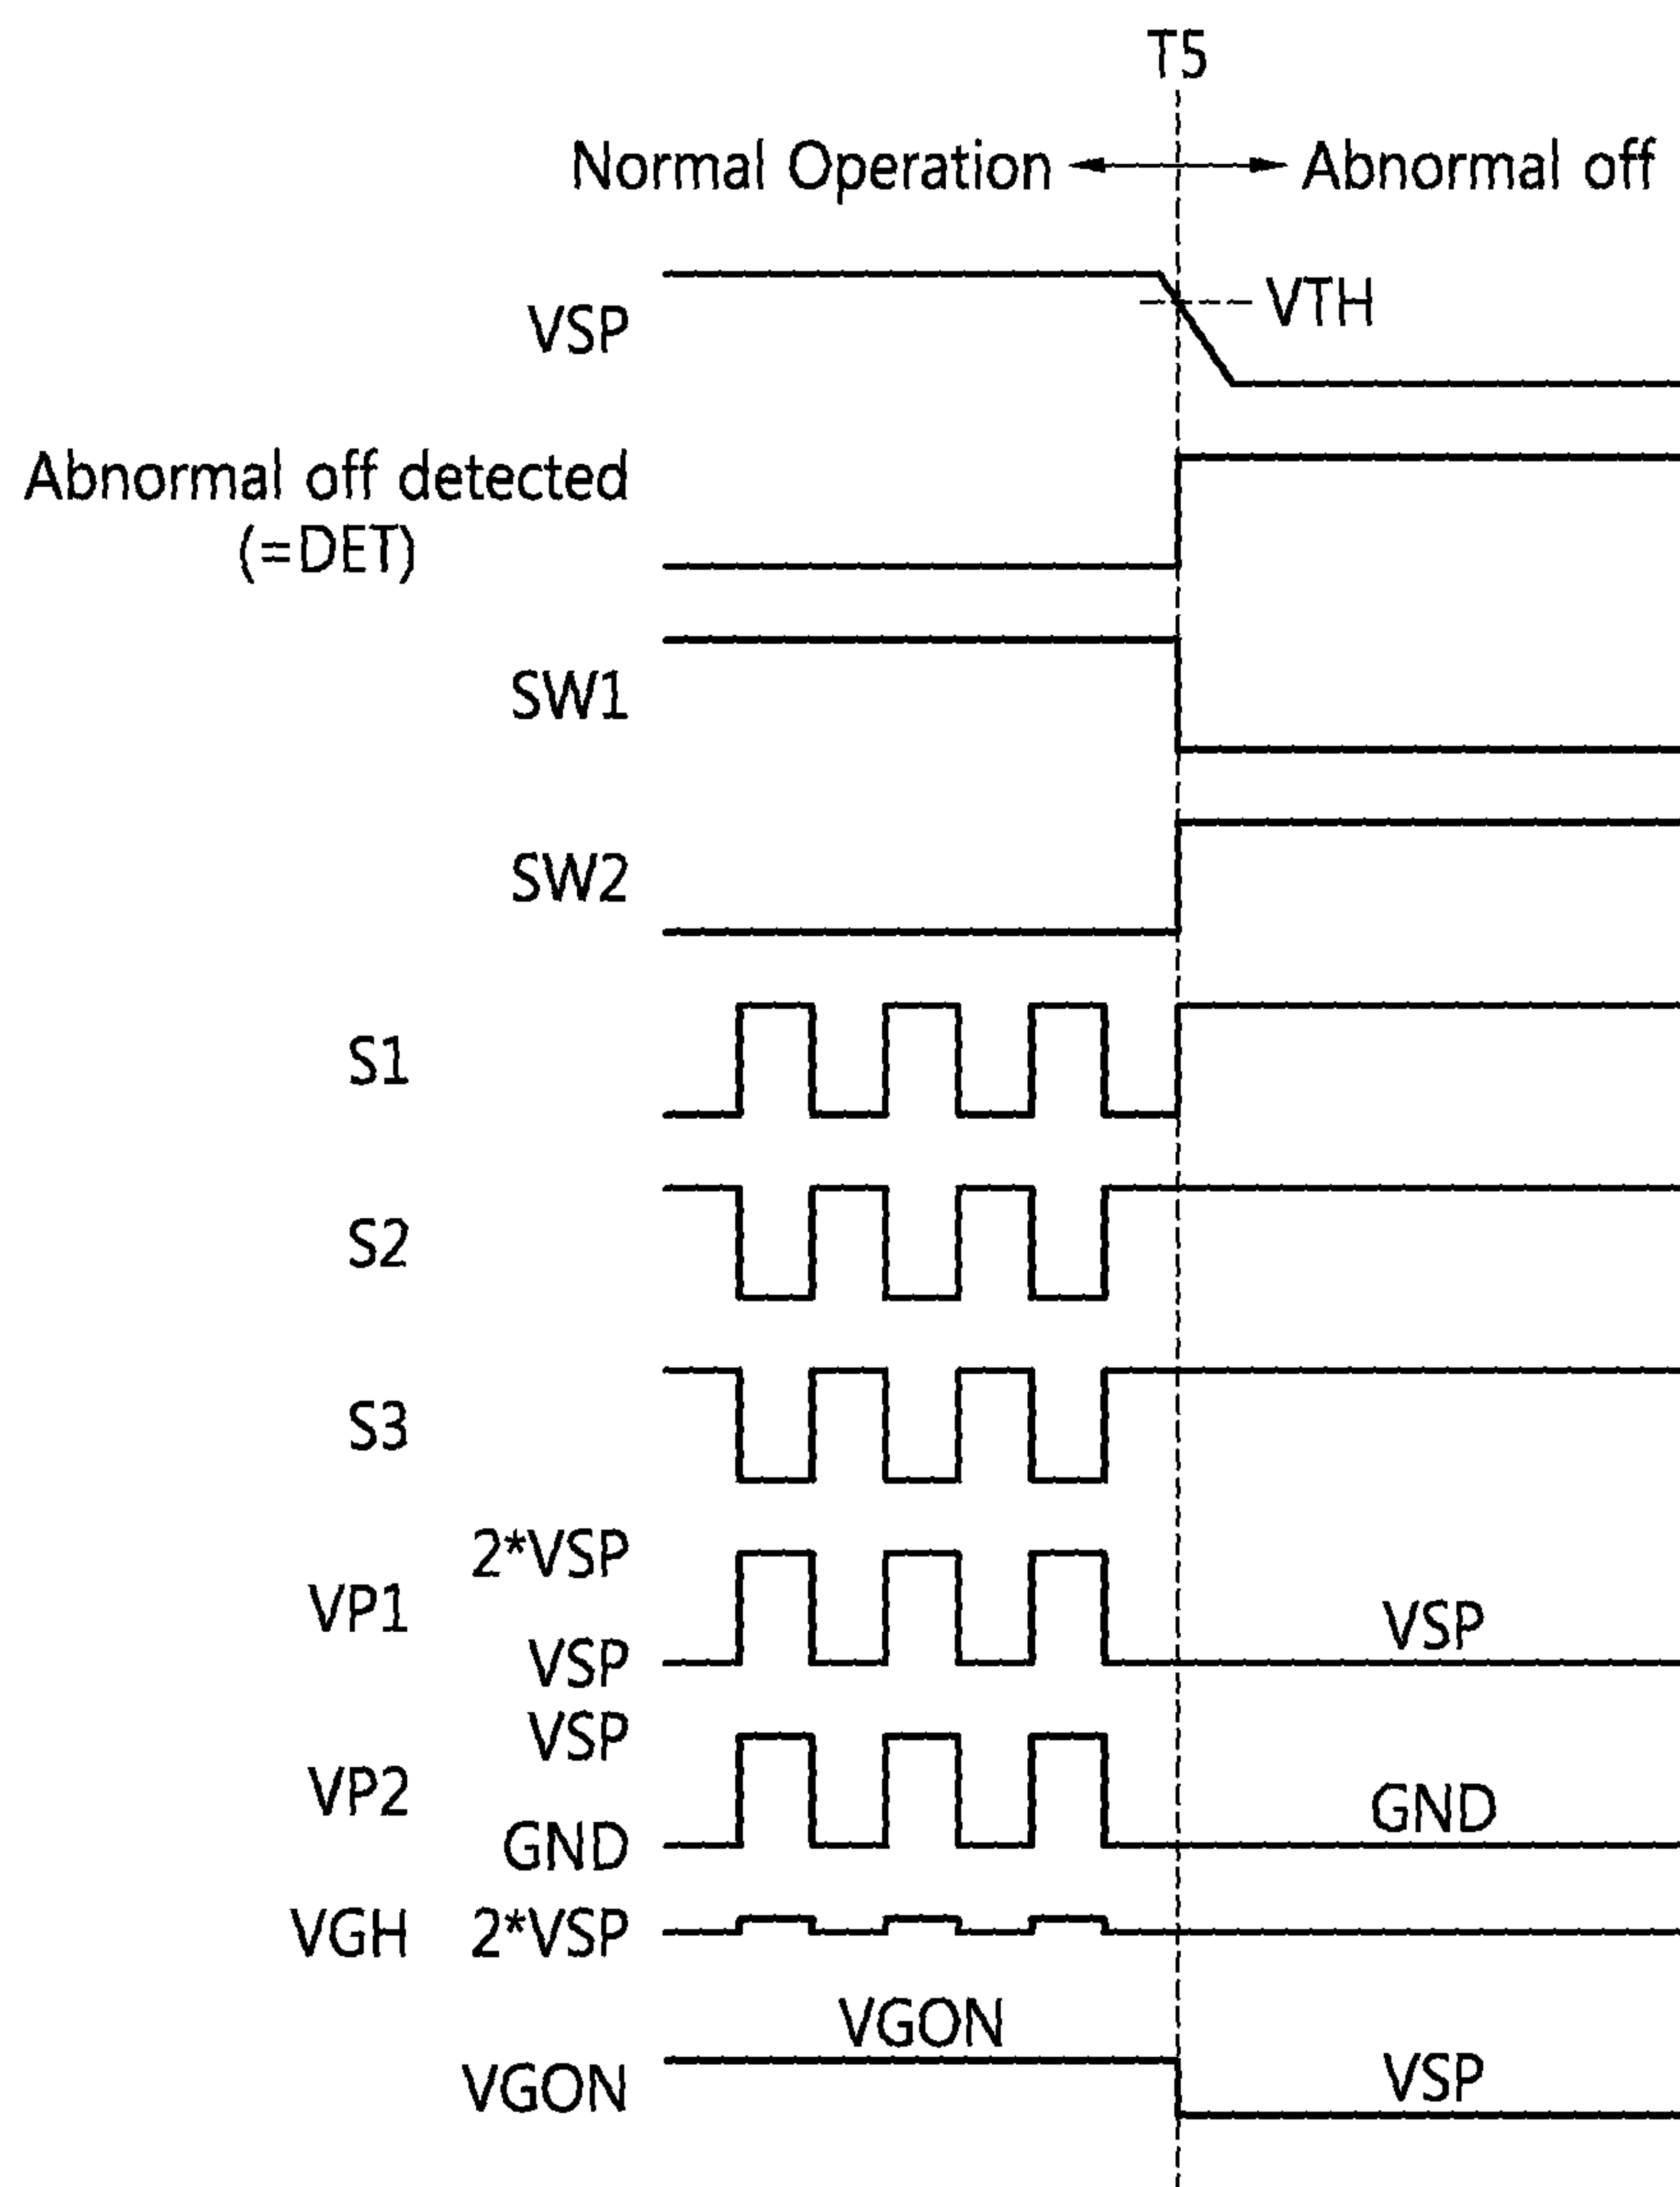 T5
Normal Operation
Abnormal off
VSP
VTH
Abnormal off detected
(=DET)
SW1
SW2
S1
S2
S3
2*VSP
VP1
VSP
VSP
VSP
VP2
GND
GND
VGH
2*VSP
VGON
VGON
VSP